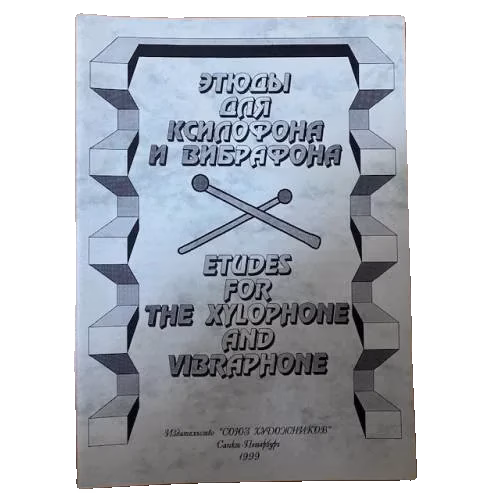 ЭТЮДЫ
ДЛЯ
КСИЛОФОНА
И ВИБРАФОНА
ETUDES
FOR
THE XYLOPHONE
AND
VIBRAPHONE
Издательство "СОЮЗ ХУДОЖНИКОВ"
Санкт-Петербург
1999